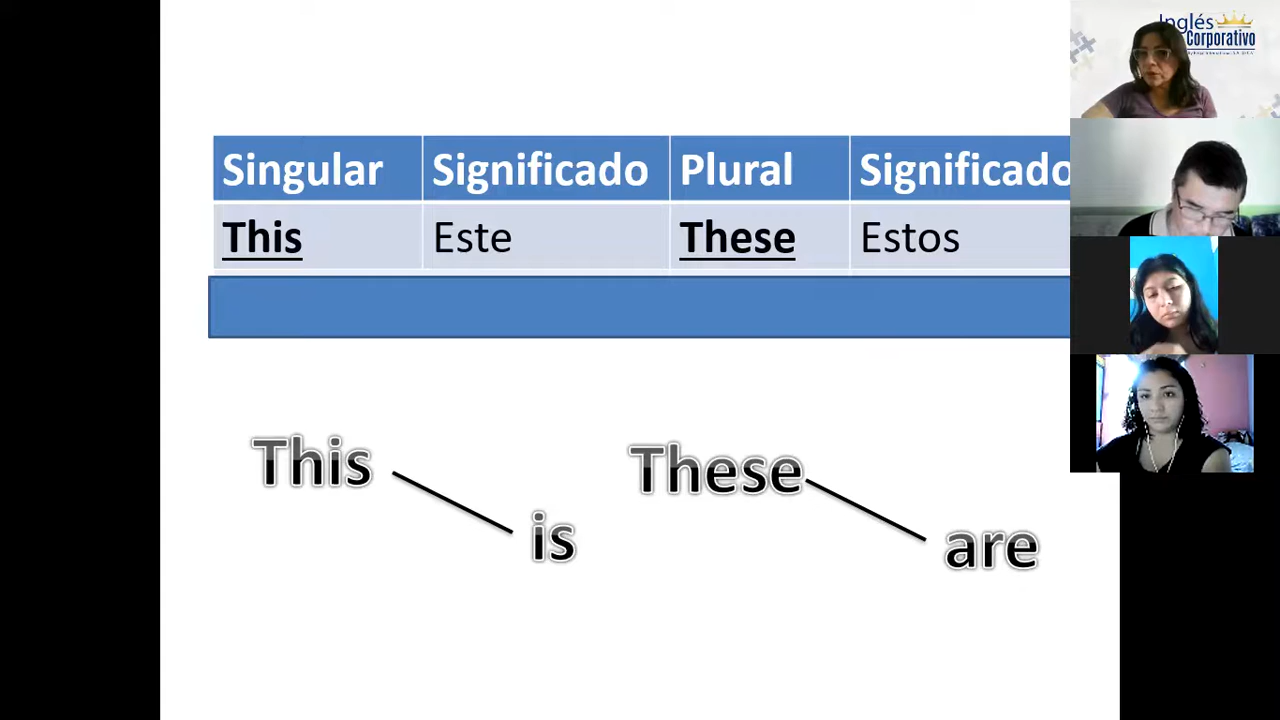 Inglés
Corporativo
Singular Significado Plural Significado
This Este These Estos
This These
is are